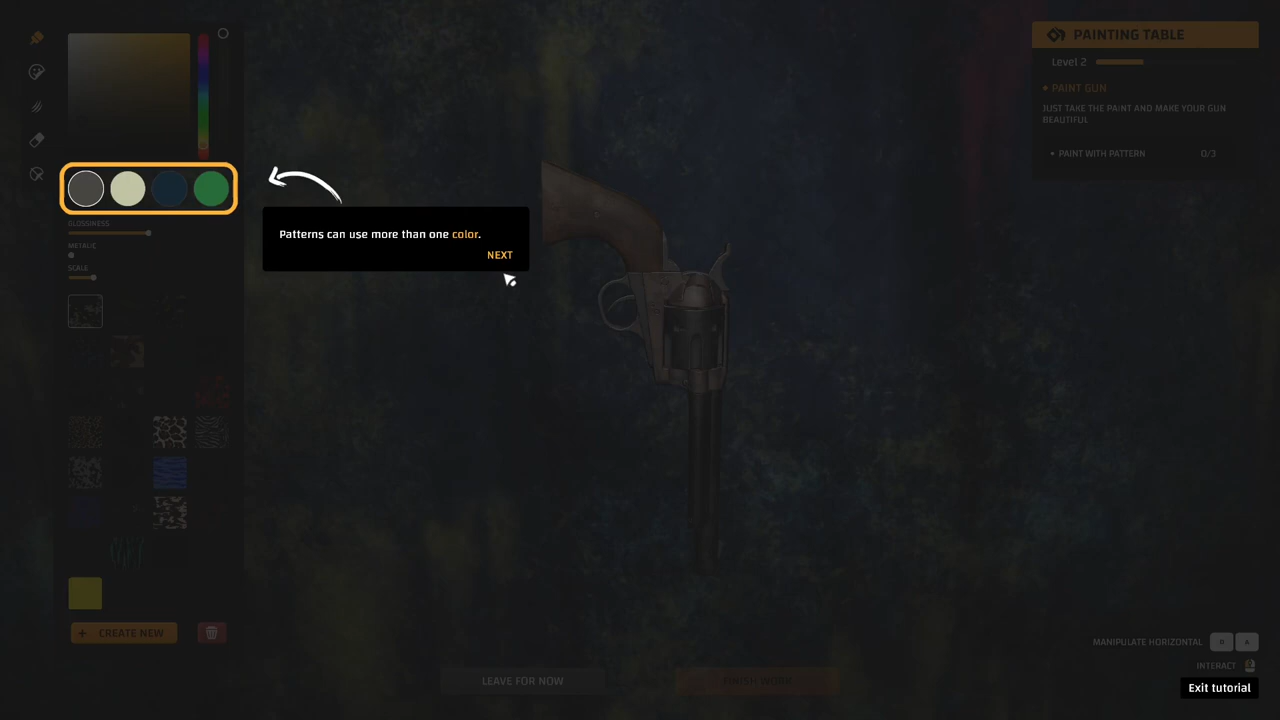 PAINTING TABLE
Level 2
• PAINT GUN
JUST TAKE THE PAINT AND MAKE YOUR GUN
BEAUTIFUL
• PAINT WITH PATTERN 0/3
GLOSSINESS
METALIC
SCALE
Patterns can use more than one color.
NEXT
+ CREATE NEW
LEAVE FOR NOW
FINISH WORK
MANIPULATE HORIZONTAL
INTERACT
Exit tutorial